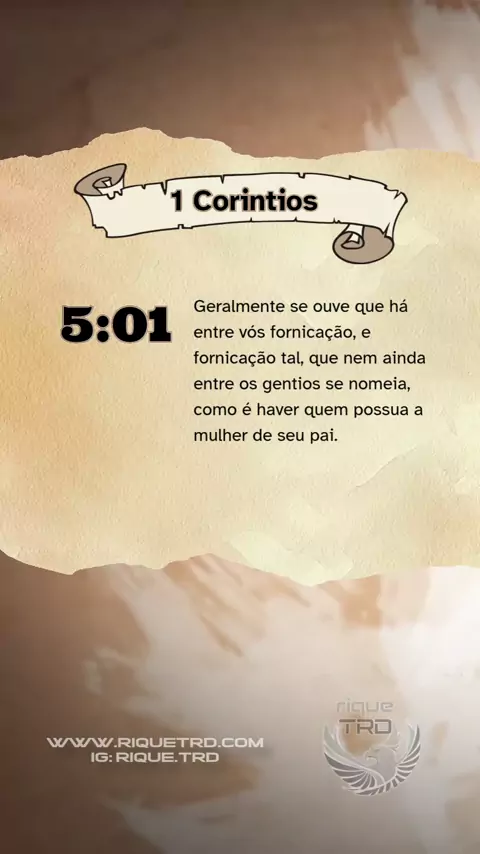 1 Corintios
5:01
Geralmente se ouve que há
entre vós fornicação, e
fornicação tal, que nem ainda
entre os gentios se nomeia,
como é haver quem possua a
mulher de seu pai.
rique
TRD
WWW.RIQUETRD.COM
IG: RIQUE.TRD